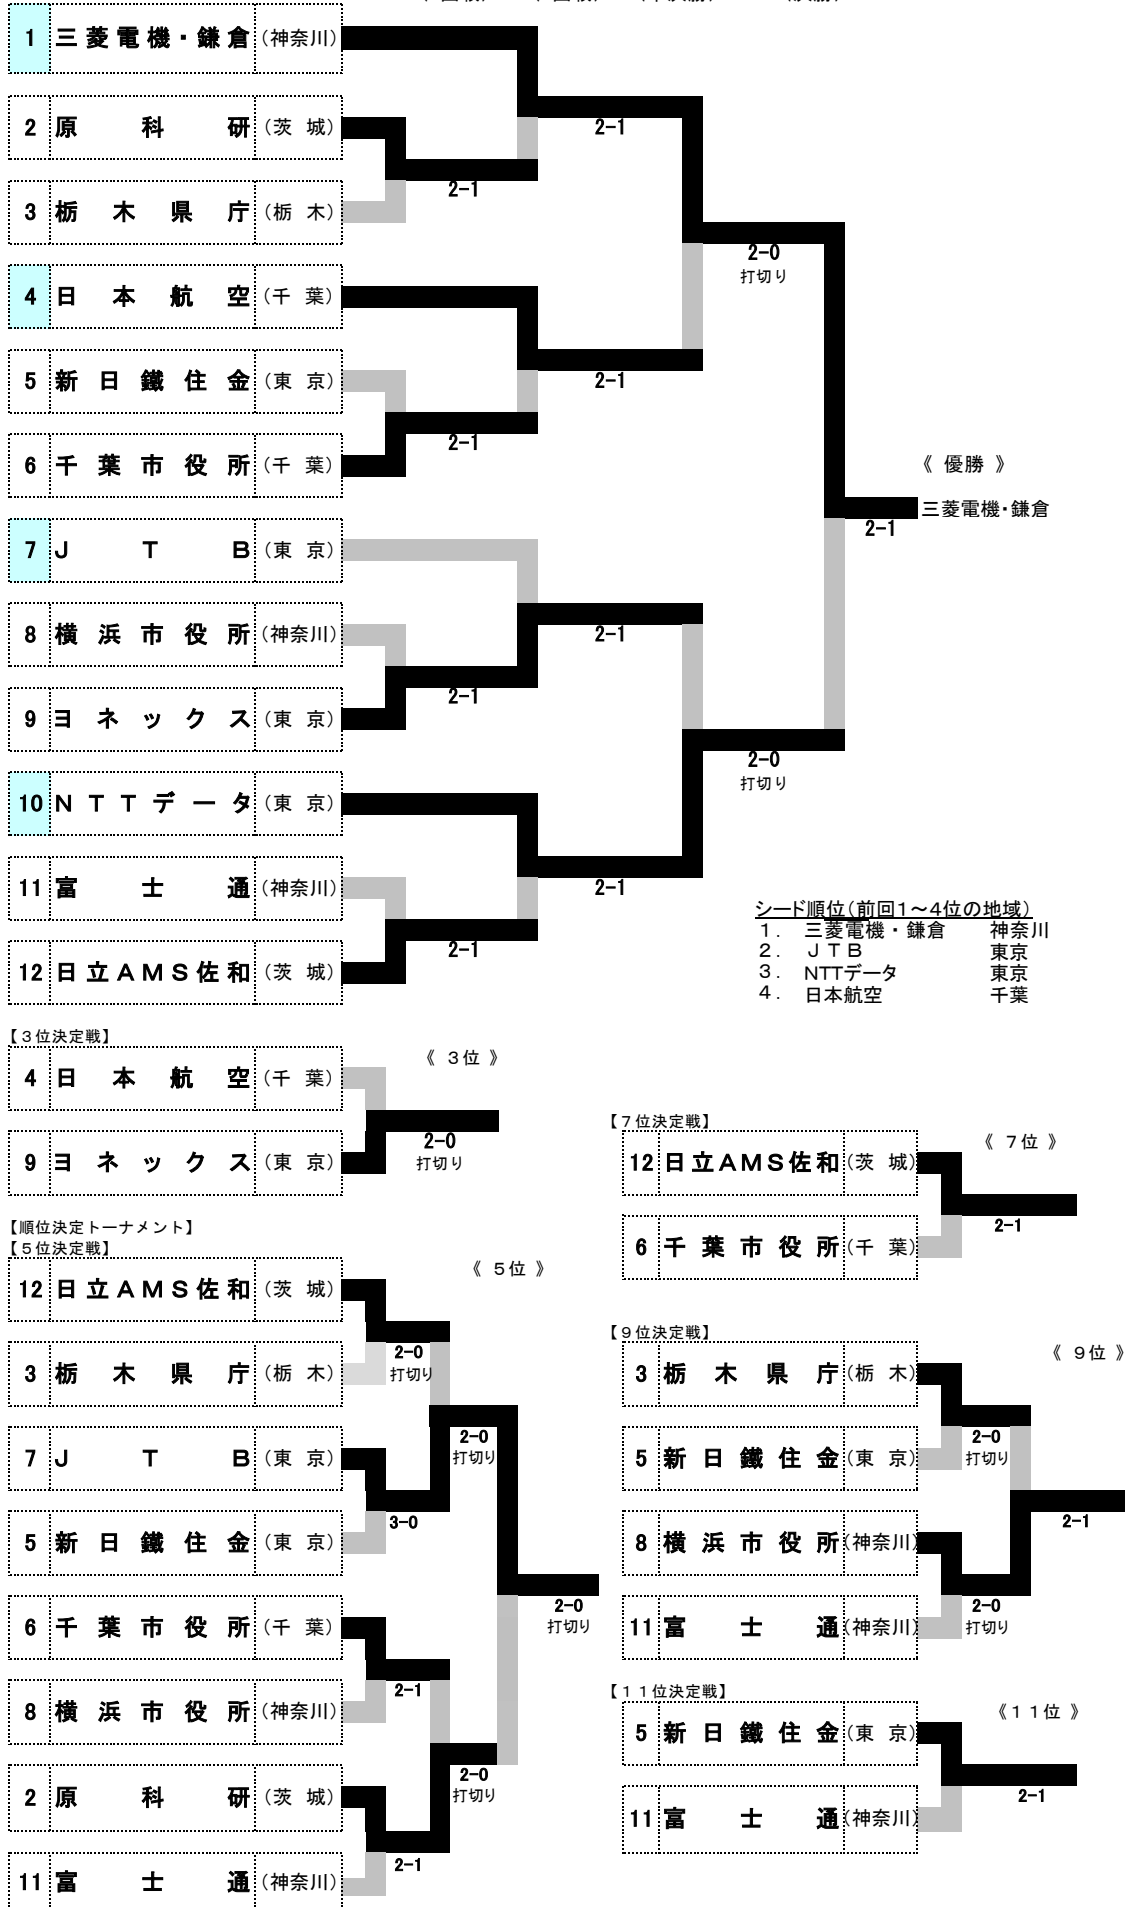 1 三菱電機・鎌倉 (神奈川)
2-1
2 原科研 (茨城)
2-1
3 栃木県庁 (栃木)
2-0
打切り
4 日本航空 (千葉)
2-1
5 新日鐵住金 (東京)
2-1
6 千葉市役所 (千葉)
《 優勝 》
三菱電機・鎌倉
2-1
7 JTB (東京)
8 横浜市役所 (神奈川)
2-1
2-1
9 ヨネックス (東京)
2-0
打切り
10 NTTデータ (東京)
11 富士通 (神奈川)
2-1
2-1
12 日立AMS佐和 (茨城)
シード順位(前回1~4位の地域)
1. 三菱電機・鎌倉 神奈川
2. JTB 東京
3. NTTデータ 東京
4. 日本航空 千葉
【3位決定戦】
《 3位 》
4 日本航空 (千葉)
9 ヨネックス (東京)
2-0
打切り
【7位決定戦】
《 7位 》
12 日立AMS佐和 (茨城)
2-1
6 千葉市役所 (千葉)
【順位決定トーナメント】
【5位決定戦】
《 5位 》
12 日立AMS佐和 (茨城)
2-0
打切り
3 栃木県庁 (栃木)
2-0
打切り
7 JTB (東京)
3-0
5 新日鐵住金 (東京)
2-0
打切り
6 千葉市役所 (千葉)
2-1
8 横浜市役所 (神奈川)
2-0
打切り
2 原科研 (茨城)
2-1
11 富士通 (神奈川)
【9位決定戦】
《 9位 》
3 栃木県庁 (栃木)
2-0
打切り
5 新日鐵住金 (東京)
2-1
8 横浜市役所 (神奈川)
2-0
打切り
11 富士通 (神奈川)
【11位決定戦】
《11位 》
5 新日鐵住金 (東京)
2-1
11 富士通 (神奈川)